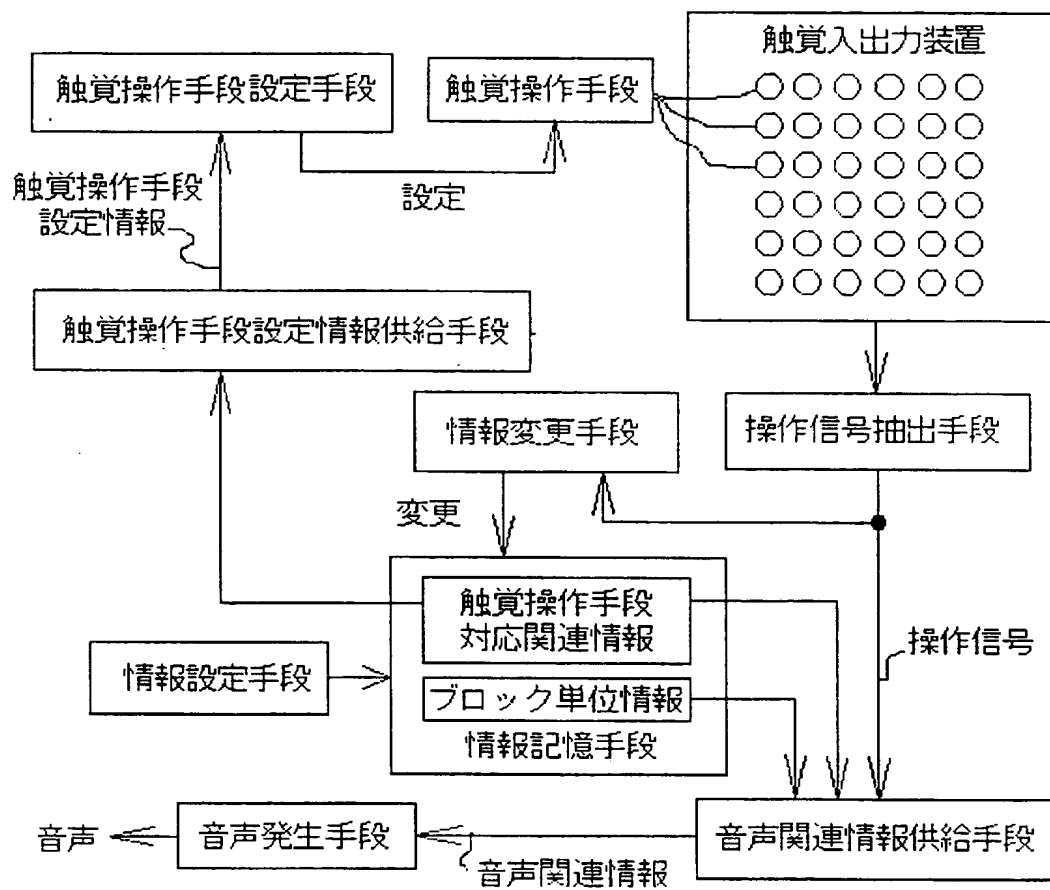 触覚入出力装置
触覚操作手段設定手段
触覚操作手段
設定
触覚操作手段
設定情報
触覚操作手段設定情報供給手段
情報変更手段
操作信号抽出手段
変更
触覚操作手段
対応関連情報
操作信号
情報設定手段
ブロック単位情報
情報記憶手段
音声
音声発生手段
音声関連情報
音声関連情報供給手段